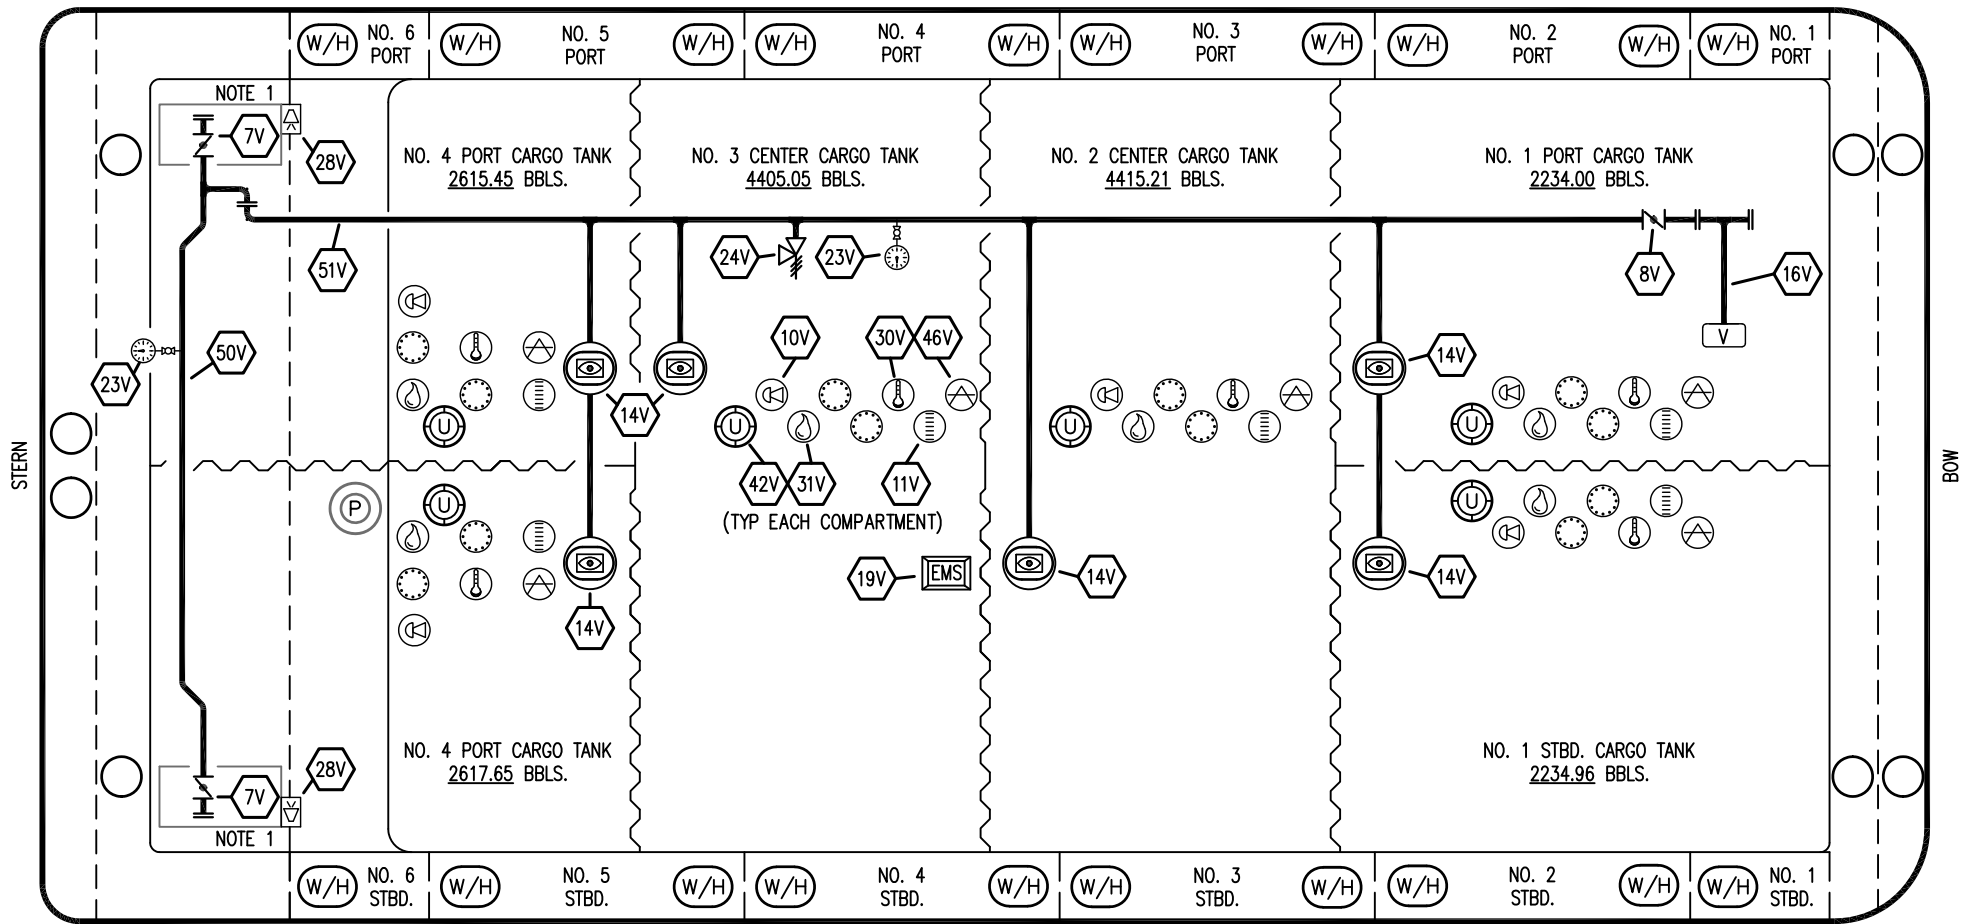 W/H
NO. 6
PORT
W/H
NO. 5
PORT
W/H
W/H
NO. 4
PORT
W/H
W/H
NO. 3
PORT
W/H
W/H
NO. 2
PORT
W/H
W/H
NO. 1
PORT
NOTE 1
7V
28V
NO. 4 PORT CARGO TANK
2615.45 BBLS.
NO. 3 CENTER CARGO TANK
4405.05 BBLS.
NO. 2 CENTER CARGO TANK
4415.21 BBLS.
NO. 1 PORT CARGO TANK
2234.00 BBLS.
51V
24V
23V
8V
16V
V
23V
50V
10V
30V
46V
14V
14V
U
U
U
U
STERN
BOW
42V
31V
11V
(TYP EACH COMPARTMENT)
P
U
U
19V
EMS
14V
14V
14V
NO. 4 PORT CARGO TANK
2617.65 BBLS.
NO. 1 STBD. CARGO TANK
2234.96 BBLS.
28V
7V
NOTE 1
W/H
NO. 6
STBD.
W/H
NO. 5
STBD.
W/H
W/H
NO. 4
STBD.
W/H
W/H
NO. 3
STBD.
W/H
W/H
NO. 2
STBD.
W/H
W/H
NO. 1
STBD.